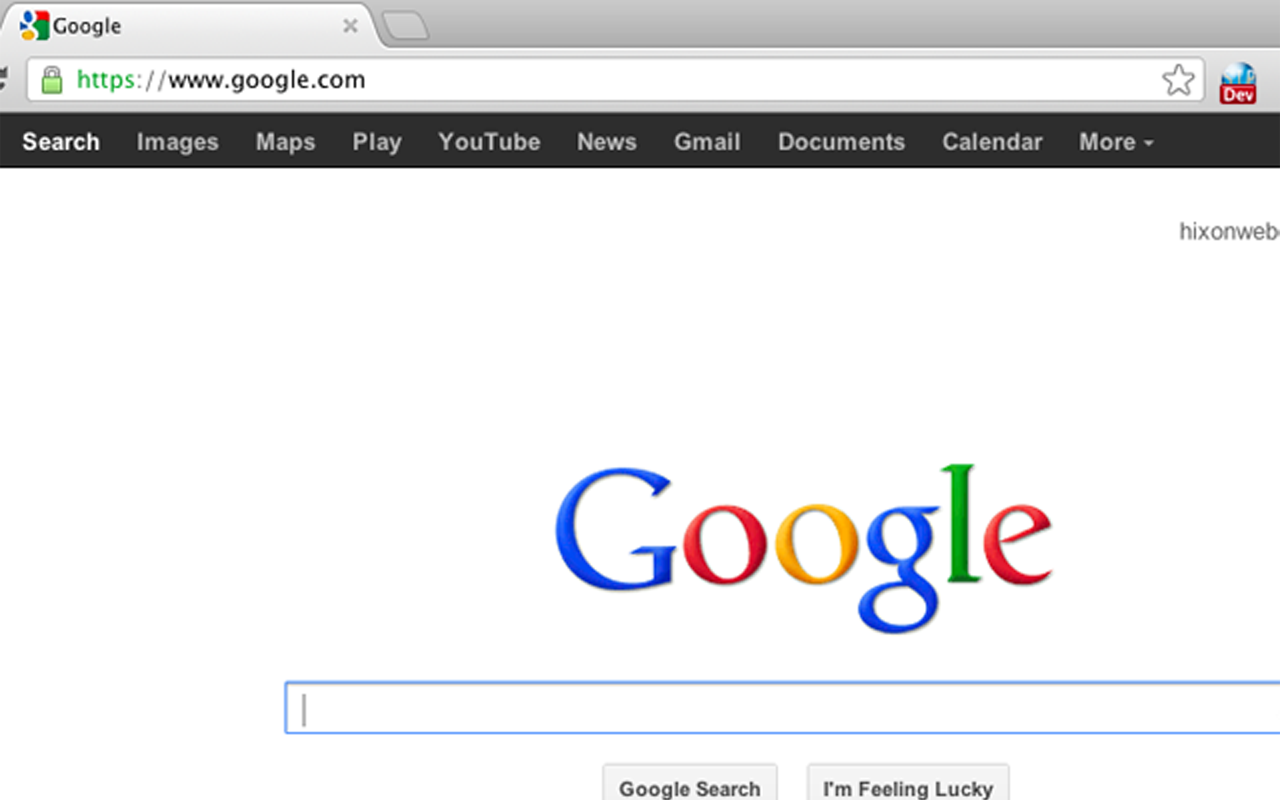 Google
https://www.google.com
Dev
Search Images Maps Play YouTube News Gmail Documents Calendar More
hixonweb
Google
Google Search I'm Feeling Lucky